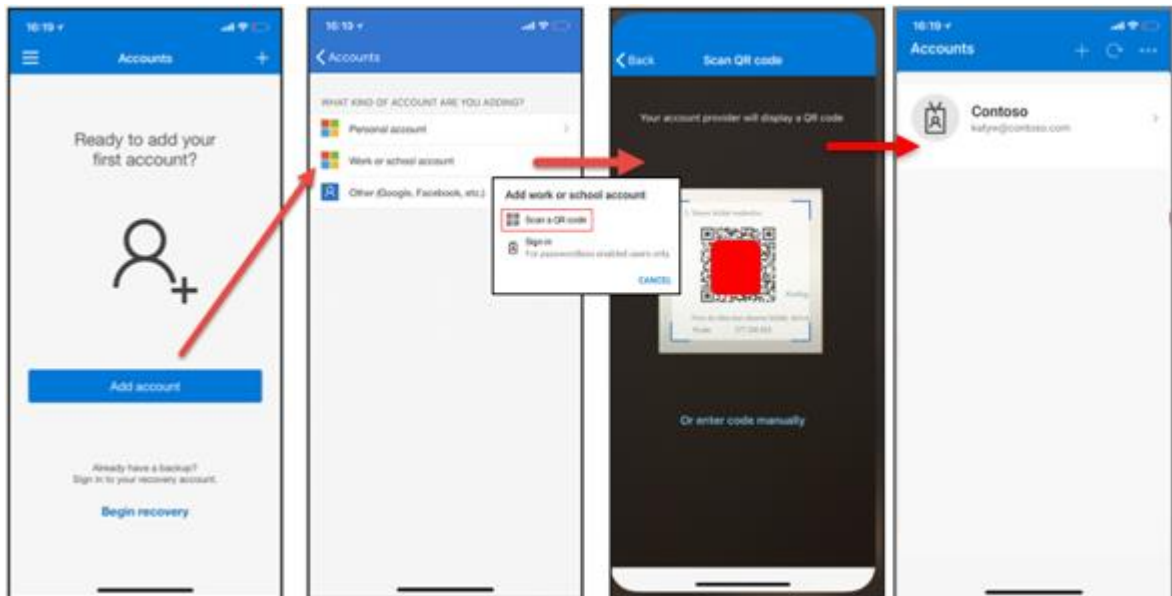 16:19
Accounts
+
Ready to add your
first account?
Add account
Already have a backup?
Sign in to your recovery account.
Begin recovery
16:19
Accounts
WHAT KIND OF ACCOUNT ARE YOU ADDING?
Personal account
Work or school account
Other (Google, Facebook, etc.)
Add work or school account
Scan a QR code
Sign in
For passwordless enabled users only.
CANCEL
Back
Scan QR code
Your account provider will display a QR code
Or enter code manually
16:19
Accounts
+
Contoso
katyw@contoso.com